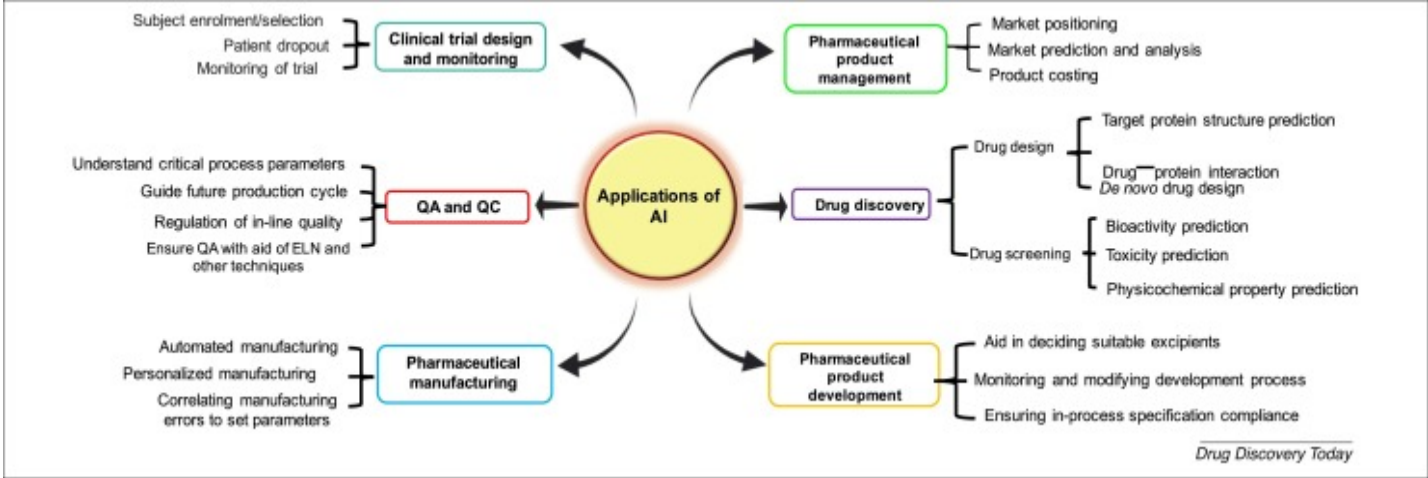 Subject enrolment/selection
Patient dropout
Monitoring of trial
Clinical trial design
and monitoring
Pharmaceutical
product
management
Market positioning
Market prediction and analysis
Product costing
Understand critical process parameters
Guide future production cycle
Regulation of in-line quality
Ensure QA with aid of ELN and
other techniques
QA and QC
Applications of
AI
Drug discovery
Drug design
Target protein structure prediction
Drug—protein interaction
De novo drug design
Drug screening
Bioactivity prediction
Toxicity prediction
Physicochemical property prediction
Automated manufacturing
Personalized manufacturing
Correlating manufacturing
errors to set parameters
Pharmaceutical
manufacturing
Pharmaceutical
product
development
Aid in deciding suitable excipients
Monitoring and modifying development process
Ensuring in-process specification compliance
Drug Discovery Today